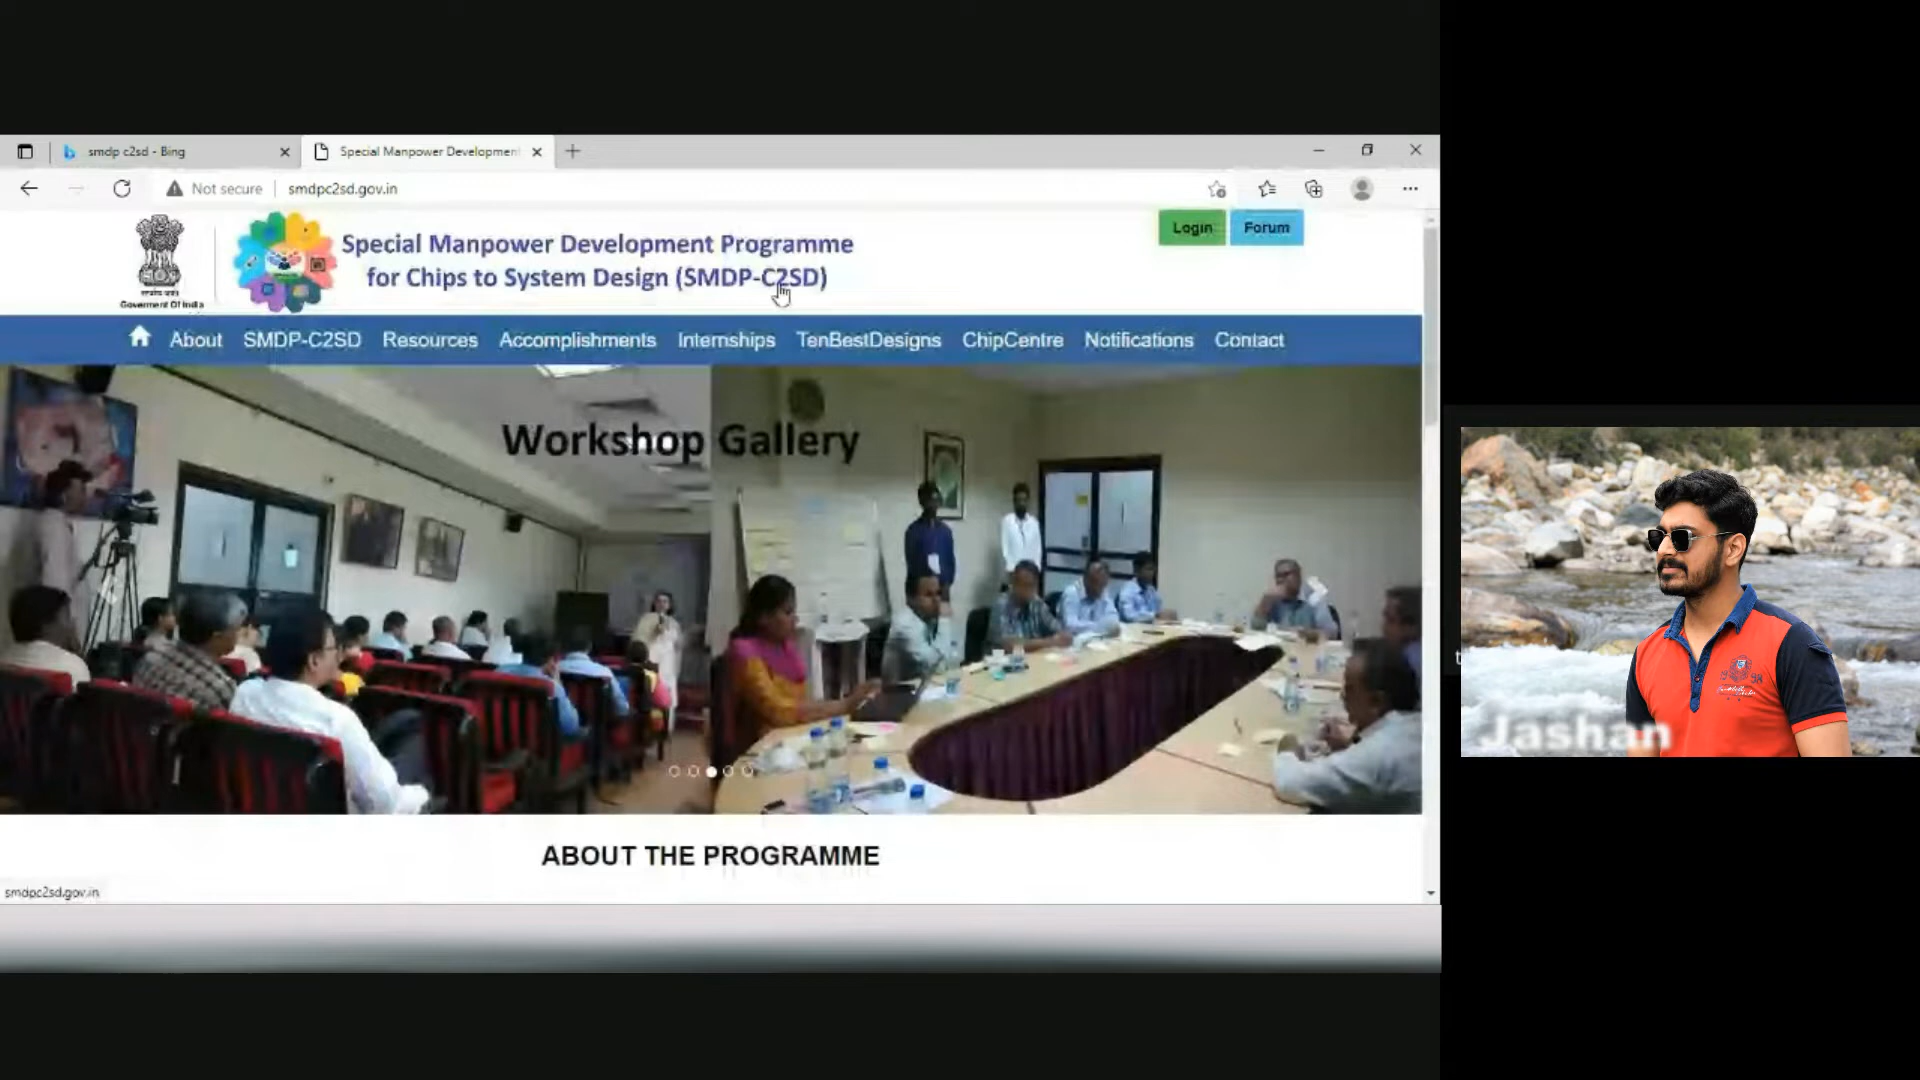 smdp c2sd - Bing
Special Manpower Development
Not secure
smdpc2sd.gov.in
Login
Forum
Special Manpower Development Programme
for Chips to System Design (SMDP-C2SD)
Goverment Of India
About
SMDP-C2SD
Resources
Accomplishments
Internships
TenBestDesigns
ChipCentre
Notifications
Contact
Workshop Gallery
ABOUT THE PROGRAMME
smdpc2sd.gov.in
Jashan